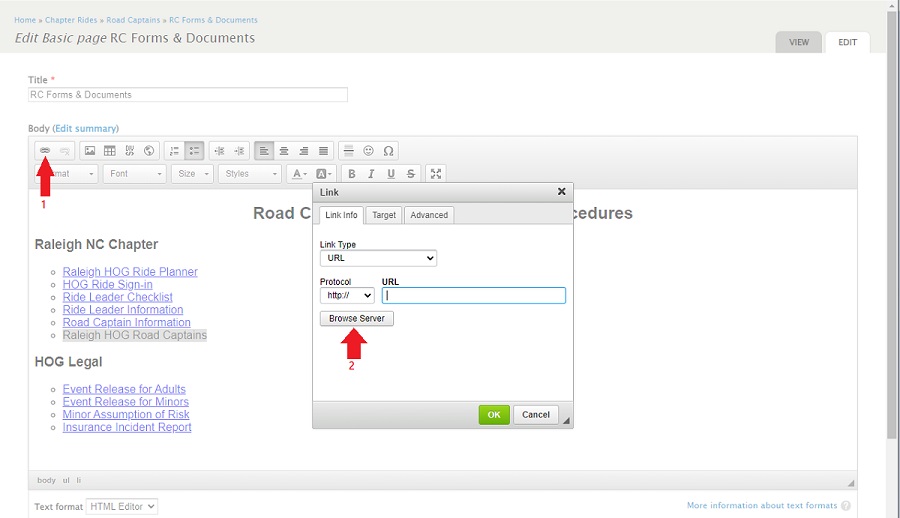 Home » Chapter Rides » Road Captains » RC Forms & Documents
Edit Basic page RC Forms & Documents
VIEW
EDIT
Title *
RC Forms & Documents
Body (Edit summary)
Font
Size
Styles
A
A
B I U S
1
Link
Link Info
Target
Advanced
Road C
cedures
Raleigh NC Chapter
Link Type
URL
Raleigh HOG Ride Planner
HOG Ride Sign-in
Ride Leader Checklist
Ride Leader Information
Road Captain Information
Raleigh HOG Road Captains
Protocol
URL
http://
Browse Server
2
HOG Legal
Event Release for Adults
Event Release for Minors
Minor Assumption of Risk
Insurance Incident Report
OK
Cancel
body ul li
Text format HTML Editor
More information about text formats ?